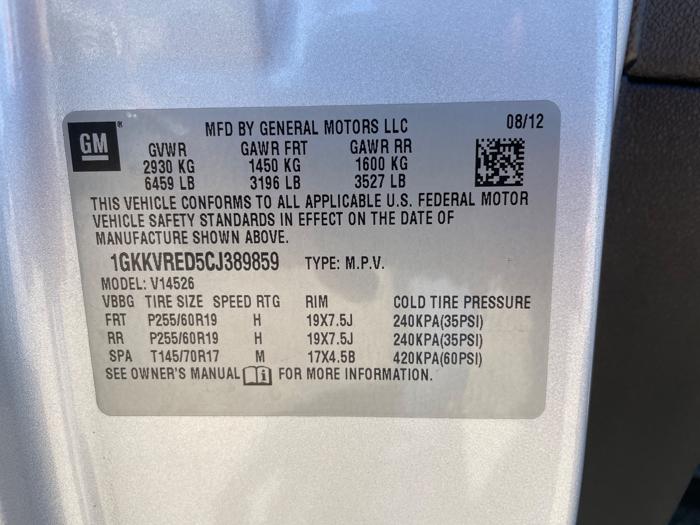 GM ® MFD BY GENERAL MOTORS LLC 08/12
GVWR GAWR FRT GAWR RR
2930 KG 1450 KG 1600 KG
6459 LB 3196 LB 3527 LB
THIS VEHICLE CONFORMS TO ALL APPLICABLE U.S. FEDERAL MOTOR
VEHICLE SAFETY STANDARDS IN EFFECT ON THE DATE OF
MANUFACTURE SHOWN ABOVE.
1GKKVRED5CJ389859 TYPE: M.P.V.
MODEL: V14526
VBBG TIRE SIZE SPEED RTG RIM COLD TIRE PRESSURE
FRT P255/60R19 H 19X7.5J 240KPA(35PSI)
RR P255/60R19 H 19X7.5J 240KPA(35PSI)
SPA T145/70R17 M 17X4.5B 420KPA(60PSI)
SEE OWNER'S MANUAL i FOR MORE INFORMATION.